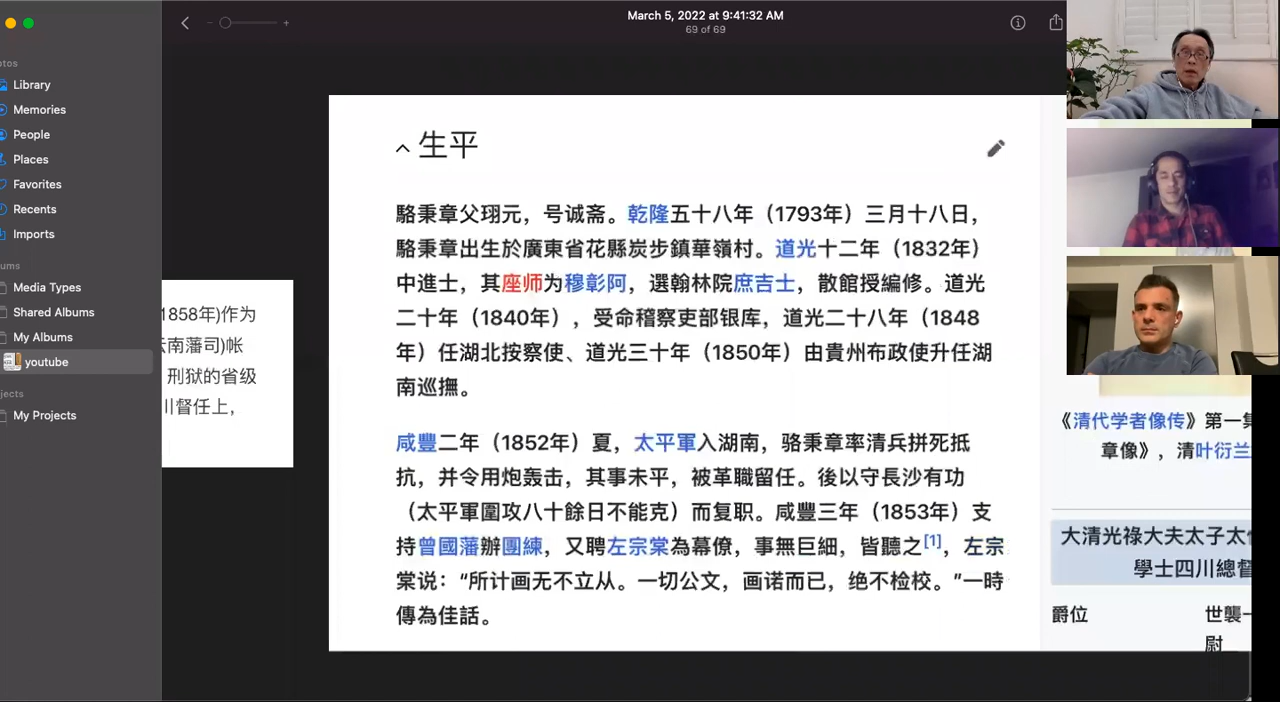 March 5, 2022 at 9:41:32 AM
69 of 69
tos
Library
Memories
People
Places
Favorites
Recents
Imports
ums
Media Types
Shared Albums
My Albums
youtube
jects
My Projects
1858年)作为
南藩司)帐
刑狱的省级
川督任上，
生平
駱秉章父珝元，号诚斋。乾隆五十八年（1793年）三月十八日，
駱秉章出生於廣東省花縣炭步鎮華嶺村。道光十二年（1832年）
中進士，其座师为穆彰阿，選翰林院庶吉士，散館授編修。道光
二十年（1840年），受命稽察吏部银库，道光二十八年（1848
年）任湖北按察使、道光三十年（1850年）由貴州布政使升任湖
南巡撫。
咸豐二年（1852年）夏，太平軍入湖南，骆秉章率清兵拼死抵
抗，并令用炮轰击，其事未平，被革職留任。後以守長沙有功
（太平軍圍攻八十餘日不能克）而复职。咸豐三年（1853年）支
持曾國藩辦團練，又聘左宗棠為幕僚，事無巨細，皆聽之[1]，左宗
棠说：“所计画无不立从。一切公文，画诺而已，绝不检校。”一時
傳為佳話。
《清代学者像传》第一集
章像》，清叶衍兰
大清光祿大夫太子太
學士四川總督
爵位
世襲一
尉